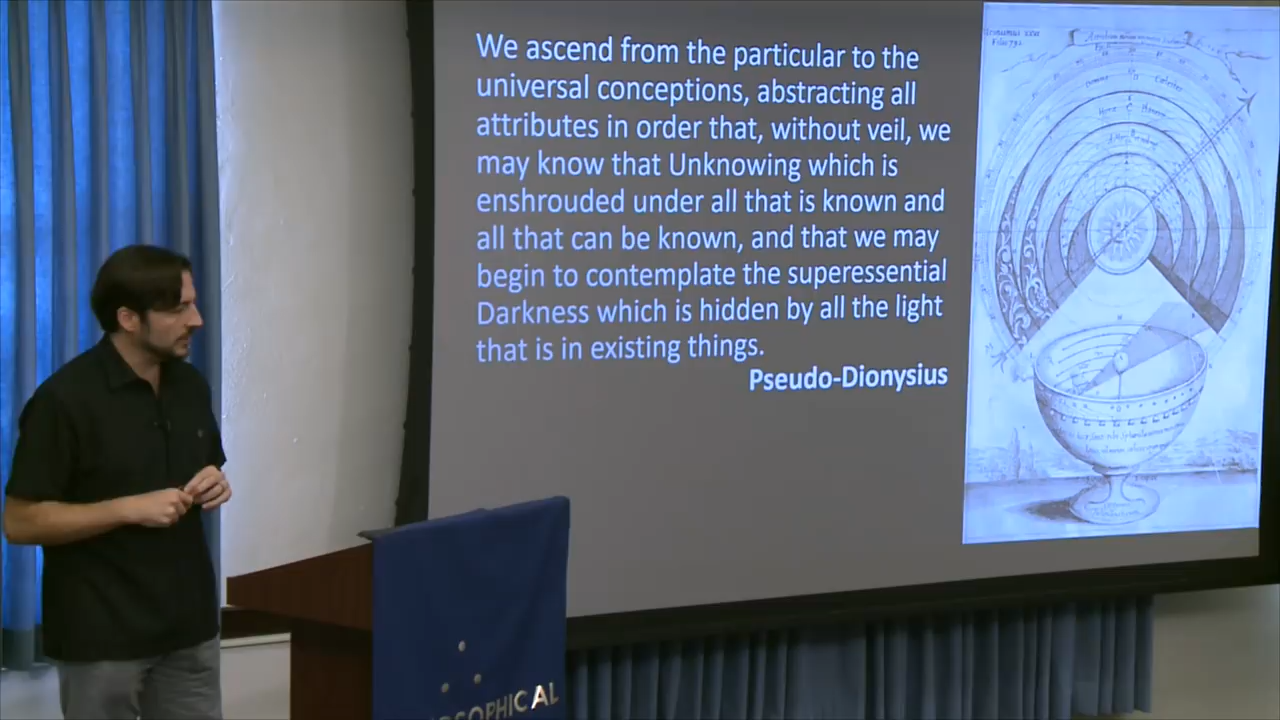 We ascend from the particular to the
universal conceptions, abstracting all
attributes in order that, without veil, we
may know that Unknowing which is
enshrouded under all that is known and
all that can be known, and that we may
begin to contemplate the superessential
Darkness which is hidden by all the light
that is in existing things.
Pseudo-Dionysius
OSOPHICAL